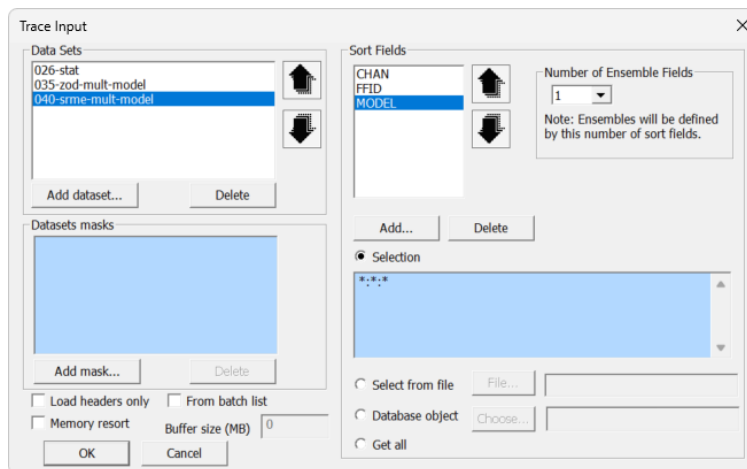 Trace Input
Data Sets
026-stat
035-zod-mult-model
040-srme-mult-model
Add dataset...
Delete
Datasets masks
Add mask...
Delete
Load headers only
From batch list
Memory resort
Buffer size (MB)
0
OK
Cancel
Sort Fields
CHAN
FFID
MODEL
Number of Ensemble Fields
1
Note: Ensembles will be defined
by this number of sort fields.
Add...
Delete
Selection
*:*:*
Select from file
File...
Database object
Choose...
Get all